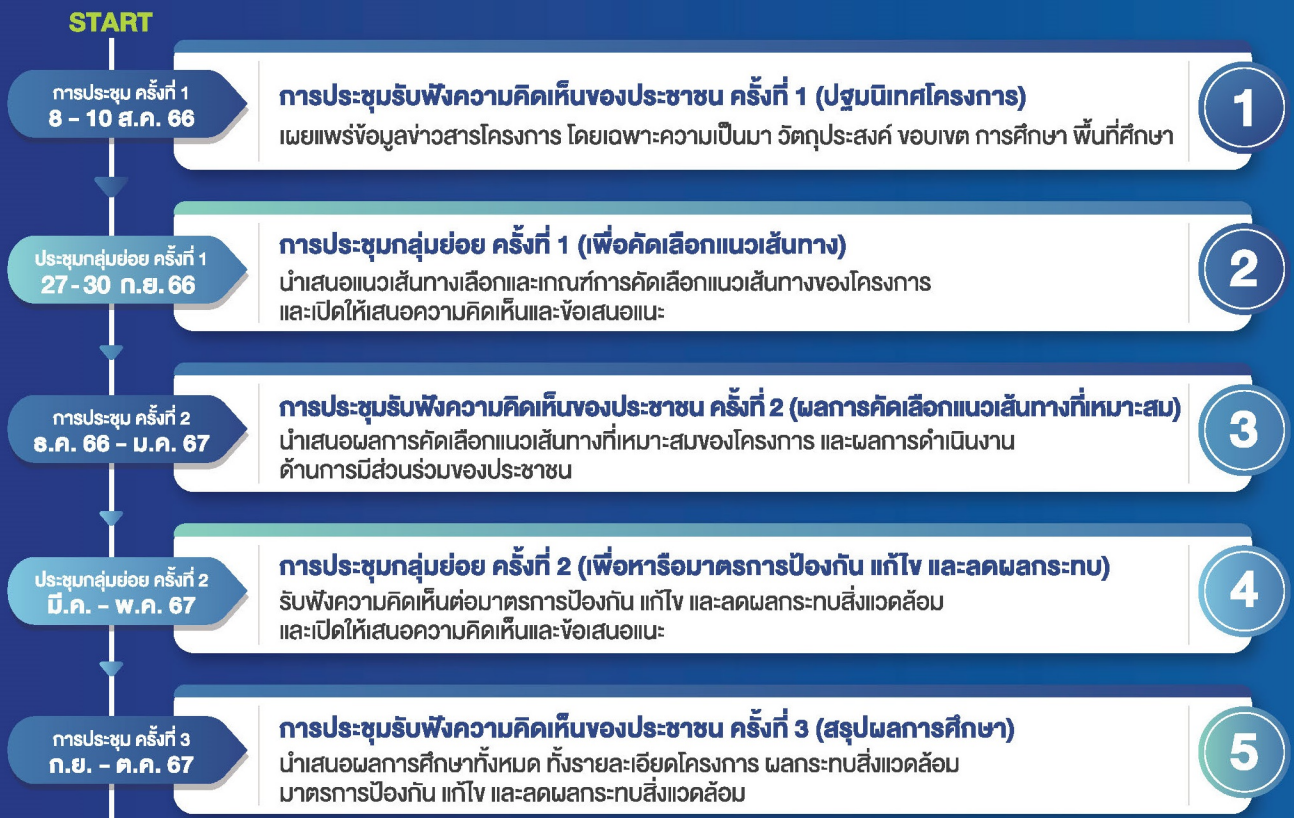 START
การประชุม ครั้งที่ 1
8 - 10 ส.ค. 66
การประชุมรับฟังความคิดเห็นของประชาชน ครั้งที่ 1 (ปฐมนิเทศโครงการ)
เผยแพร่ข้อมูลข่าวสารโครงการ โดยเฉพาะความเป็นมา วัตถุประสงค์ ขอบเขต การศึกษา พื้นที่ศึกษา
1
ประชุมกลุ่มย่อย ครั้งที่ 1
27-30 ก.ย. 66
การประชุมกลุ่มย่อย ครั้งที่ 1 (เพื่อคัดเลือกแนวเส้นทาง)
นำเสนอแนวเส้นทางเลือกและเกณฑ์การคัดเลือกแนวเส้นทางของโครงการ
และเปิดให้เสนอความคิดเห็นและข้อเสนอแนะ
2
การประชุม ครั้งที่ 2
ธ.ค. 66 - ม.ค. 67
การประชุมรับฟังความคิดเห็นของประชาชน ครั้งที่ 2 (ผลการคัดเลือกแนวเส้นทางที่เหมาะสม)
นำเสนอผลการคัดเลือกแนวเส้นทางที่เหมาะสมของโครงการ และผลการดำเนินงาน
ด้านการมีส่วนร่วมของประชาชน
3
ประชุมกลุ่มย่อย ครั้งที่ 2
มี.ค. - พ.ค. 67
การประชุมกลุ่มย่อย ครั้งที่ 2 (เพื่อหารือมาตรการป้องกัน แก้ไข และลดผลกระทบ)
รับฟังความคิดเห็นต่อมาตรการป้องกัน แก้ไข และลดผลกระทบสิ่งแวดล้อม
และเปิดให้เสนอความคิดเห็นและข้อเสนอแนะ
4
การประชุม ครั้งที่ 3
ก.ย. - ต.ค. 67
การประชุมรับฟังความคิดเห็นของประชาชน ครั้งที่ 3 (สรุปผลการศึกษา)
นำเสนอผลการศึกษาทั้งหมด ทั้งรายละเอียดโครงการ ผลกระทบสิ่งแวดล้อม
มาตรการป้องกัน แก้ไข และลดผลกระทบสิ่งแวดล้อม
5